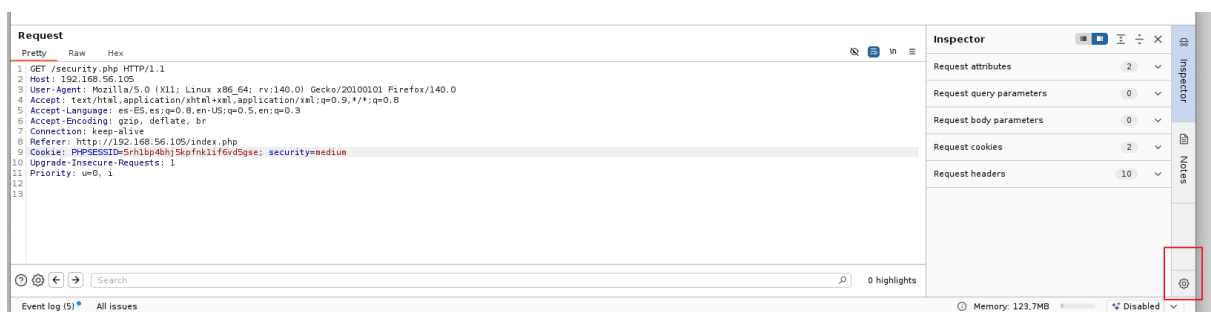 Request
Pretty Raw Hex
\n
1 GET /security.php HTTP/1.1
2 Host: 192.168.56.105
3 User-Agent: Mozilla/5.0 (X11; Linux x86_64; rv:140.0) Gecko/20100101 Firefox/140.0
4 Accept: text/html,application/xhtml+xml,application/xml;q=0.9,*/*;q=0.8
5 Accept-Language: es-ES,es;q=0.8,en-US;q=0.5,en;q=0.3
6 Accept-Encoding: gzip, deflate, br
7 Connection: keep-alive
8 Referer: http://192.168.56.105/index.php
9 Cookie: PHPSESSID=5rh1bp4bhj5kpfnk1if6vd5gse; security=medium
10 Upgrade-Insecure-Requests: 1
11 Priority: u=0, i
12
13
Search
0 highlights
Inspector
Request attributes 2
Request query parameters 0
Request body parameters 0
Request cookies 2
Request headers 10
Inspector
Notes
Event log (5) All issues
Memory: 123,7MB
Disabled